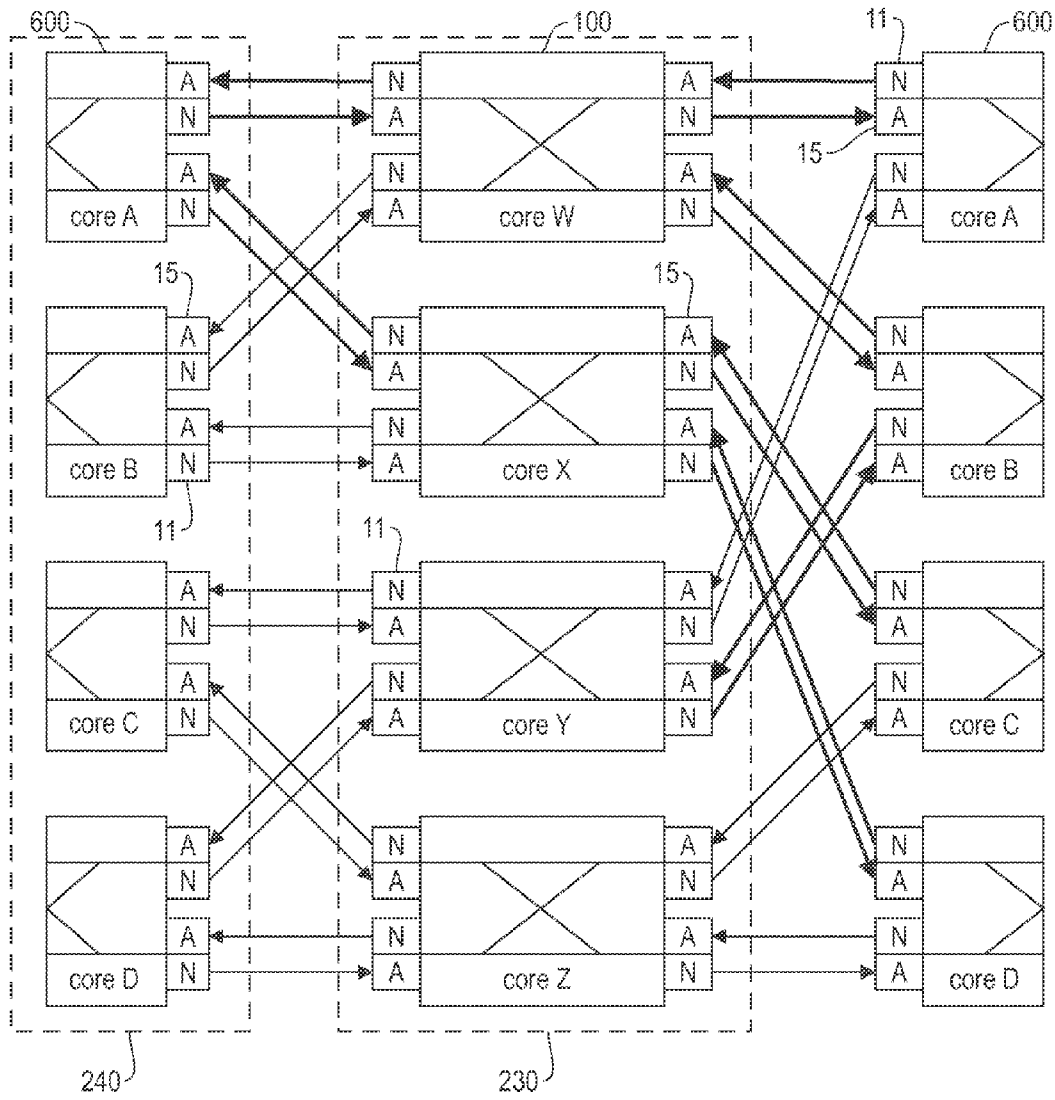 600 100 11 600
A N A N
N A N A
15
A N A N
N A N A
core A core W core A
15 15
A N A N
N A N A
A N A N
N A N A
core B core X core B
11 11
A N A N
N A N A
A N A N
N A N A
core C core Y core C
A N A N
N A N A
A N A N
N A N A
core D core Z core D
240 230